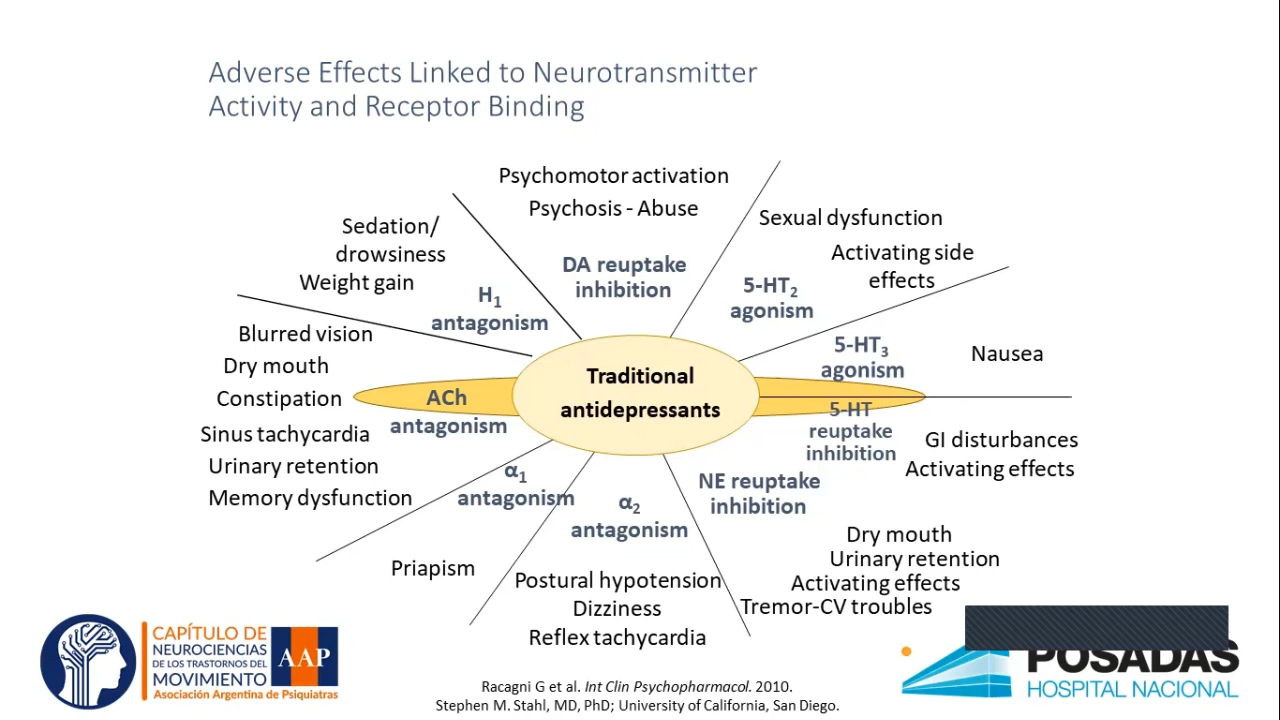 Adverse Effects Linked to Neurotransmitter
Activity and Receptor Binding
Psychomotor activation
Psychosis - Abuse
DA reuptake
inhibition
Sexual dysfunction
Activating side
effects
5-HT2
agonism
5-HT3
agonism
Nausea
5-HT
reuptake
inhibition
GI disturbances
Activating effects
NE reuptake
inhibition
Dry mouth
Urinary retention
Activating effects
Tremor-CV troubles
α2
antagonism
Postural hypotension
Dizziness
Reflex tachycardia
α1
antagonism
Priapism
ACh
antagonism
Blurred vision
Dry mouth
Constipation
Sinus tachycardia
Urinary retention
Memory dysfunction
H1
antagonism
Sedation/
drowsiness
Weight gain
Traditional
antidepressants
CAPÍTULO DE
NEUROCIENCIAS
DE LOS TRASTORNOS DEL
MOVIMIENTO
Asociación Argentina de Psiquiatras
AAP
Racagni G et al. Int Clin Psychopharmacol. 2010.
Stephen M. Stahl, MD, PhD; University of California, San Diego.
POSADAS
HOSPITAL NACIONAL